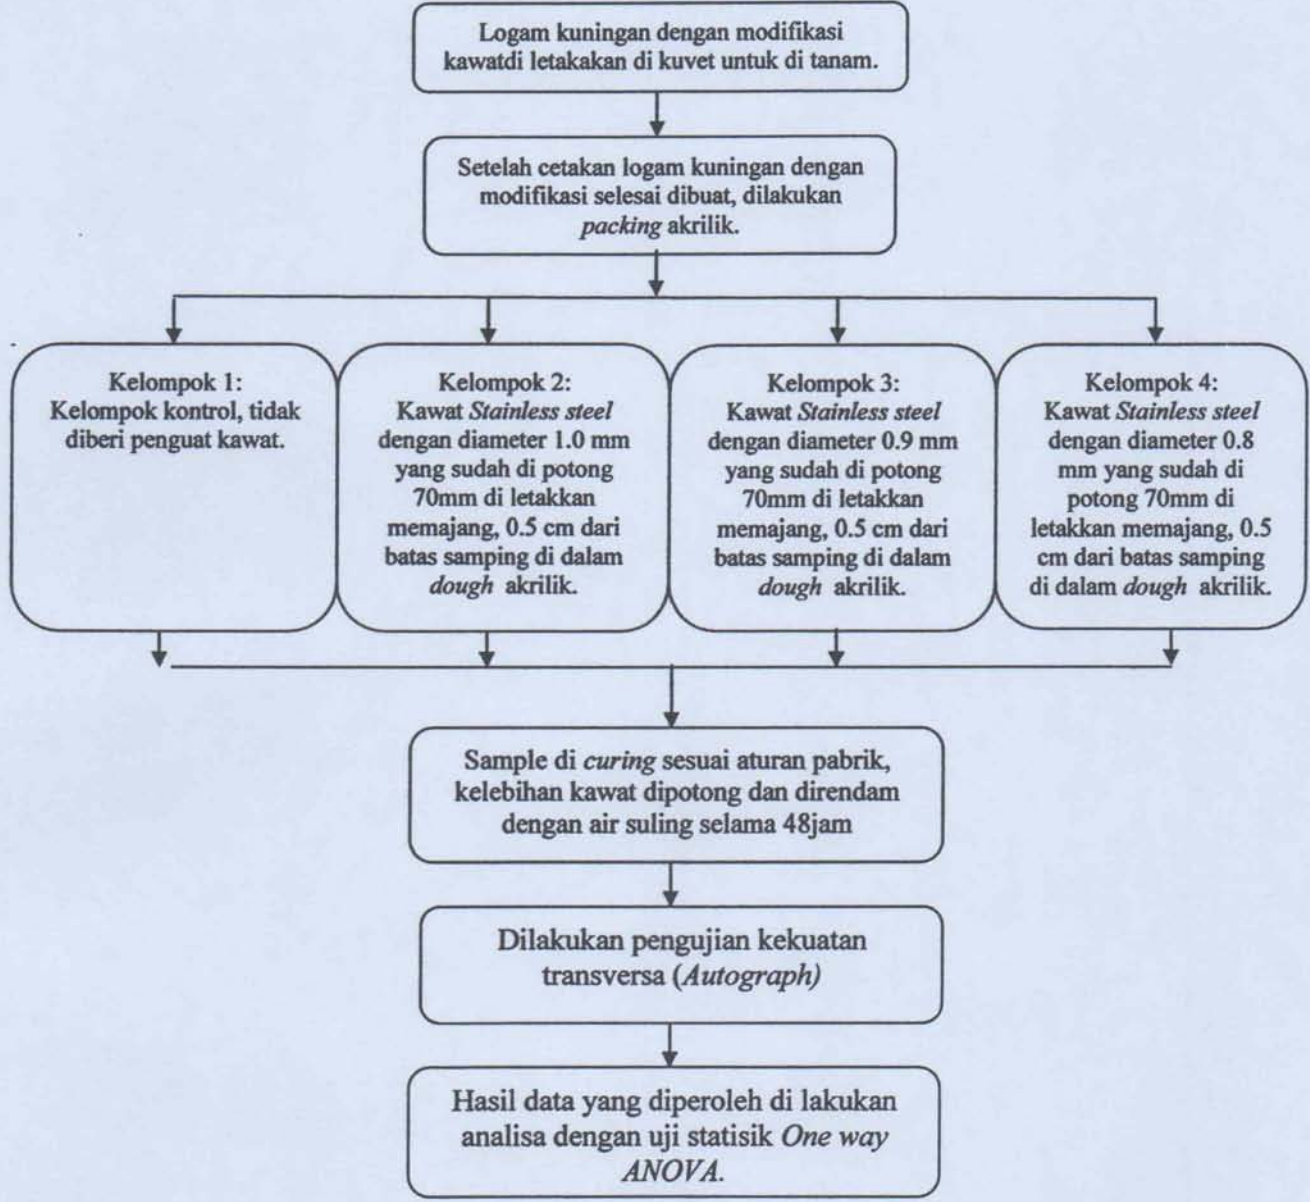 Logam kuningan dengan modifikasi
kawatdi letakakan di kuvet untuk di tanam.
Setelah cetakan logam kuningan dengan
modifikasi selesai dibuat, dilakukan
packing akrilik.
Kelompok 1:
Kelompok kontrol, tidak
diberi penguat kawat.
Kelompok 2:
Kawat Stainless steel
dengan diameter 1.0 mm
yang sudah di potong
70mm di letakkan
memajang, 0.5 cm dari
batas samping di dalam
dough akrilik.
Kelompok 3:
Kawat Stainless steel
dengan diameter 0.9 mm
yang sudah di potong
70mm di letakkan
memajang, 0.5 cm dari
batas samping di dalam
dough akrilik.
Kelompok 4:
Kawat Stainless steel
dengan diameter 0.8
mm yang sudah di
potong 70mm di
letakkan memajang, 0.5
cm dari batas samping
di dalam dough akrilik.
Sample di curing sesuai aturan pabrik,
kelebihan kawat dipotong dan direndam
dengan air suling selama 48jam
Dilakukan pengujian kekuatan
transversa (Autograph)
Hasil data yang diperoleh di lakukan
analisa dengan uji statisik One way
ANOVA.